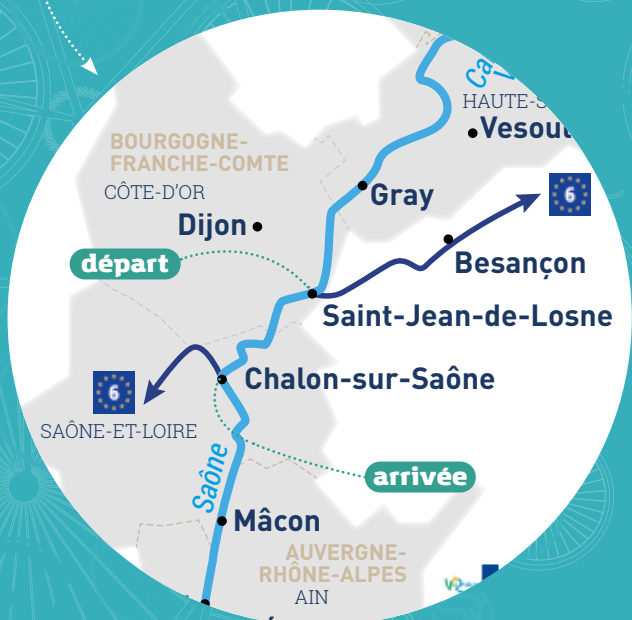 HAUTE-S
Vesoul
BOURGOGNE-
FRANCHE-COMTE
CÔTE-D'OR
Gray
6
Dijon
départ
Besançon
Saint-Jean-de-Losne
Chalon-sur-Saône
6
SAÔNE-ET-LOIRE
Saône
arrivée
Mâcon
AUVERGNE-
RHÔNE-ALPES
AIN